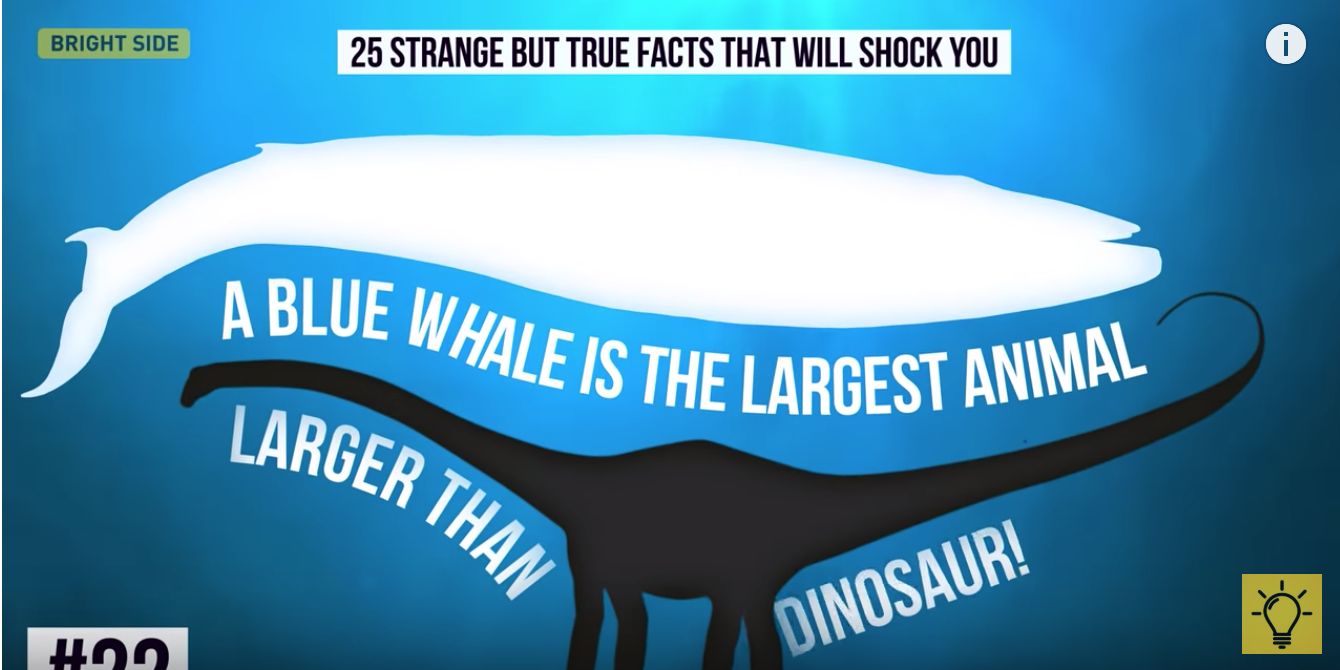 BRIGHT SIDE
25 STRANGE BUT TRUE FACTS THAT WILL SHOCK YOU
i
A BLUE WHALE IS THE LARGEST ANIMAL
LARGER THAN
DINOSAUR!
#22